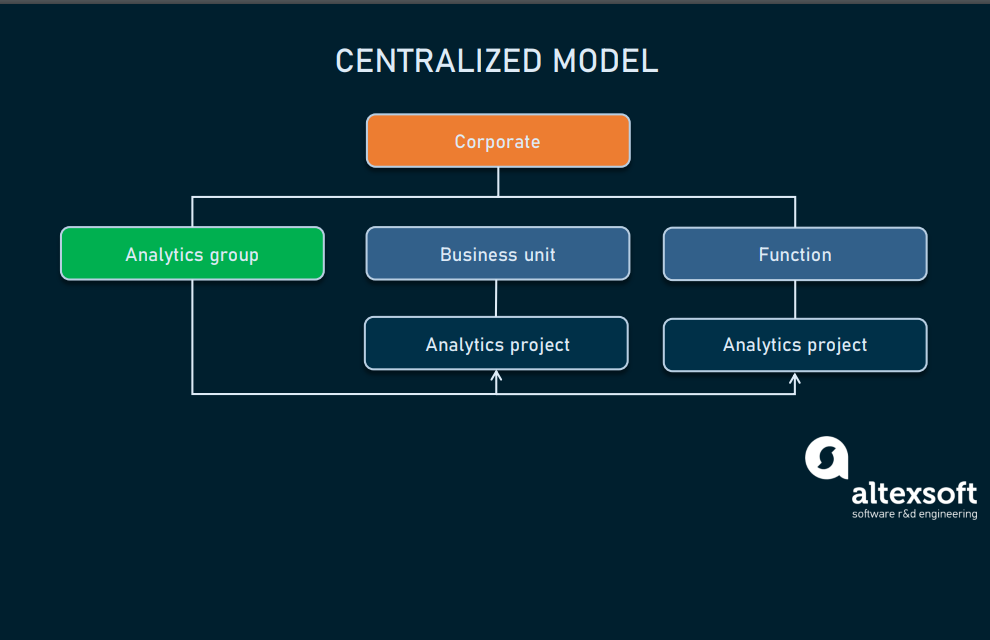 CENTRALIZED MODEL
Corporate
Analytics group
Business unit
Function
Analytics project
Analytics project
altexsoft
software r&d engineering